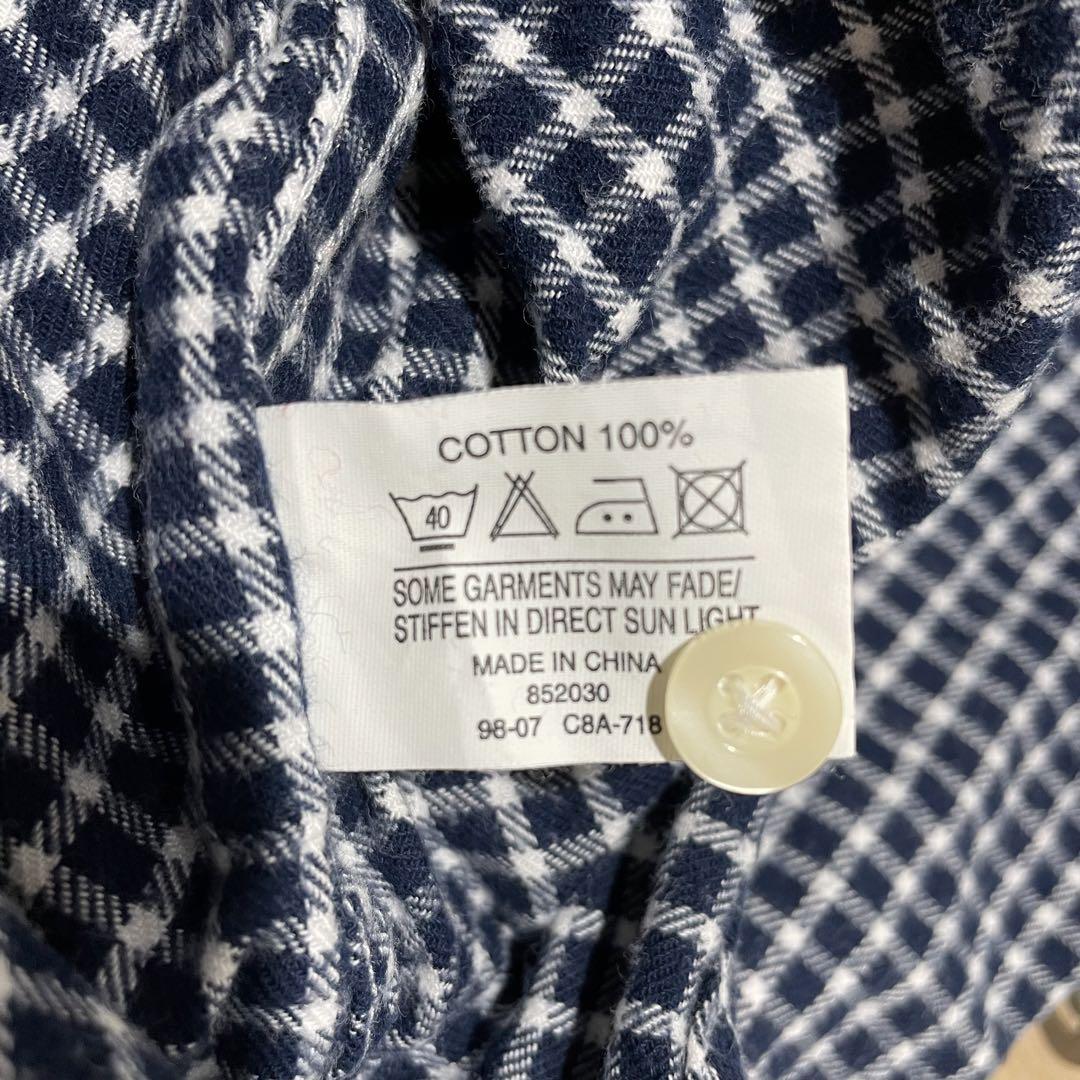 COTTON 100%
40
SOME GARMENTS MAY FADE/
STIFFEN IN DIRECT SUN LIGHT
MADE IN CHINA
852030
98-07 C8A-718